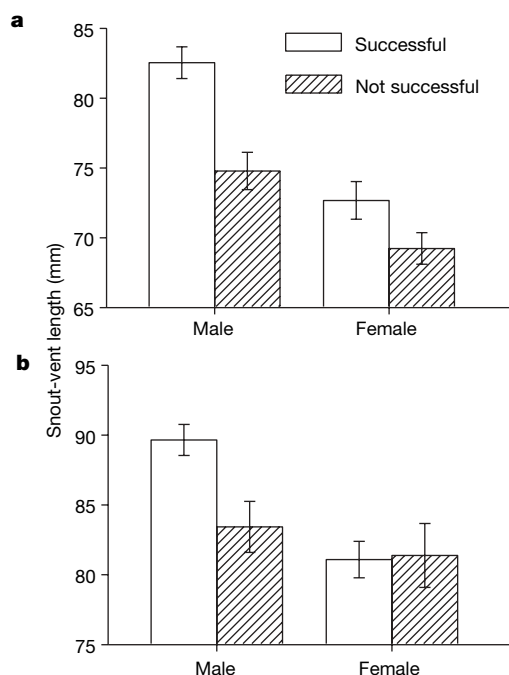 a
85
80
75
70
65
Successful
Not successful
Male
Female
Snout-vent length (mm)
b
95
90
85
80
75
Male
Female